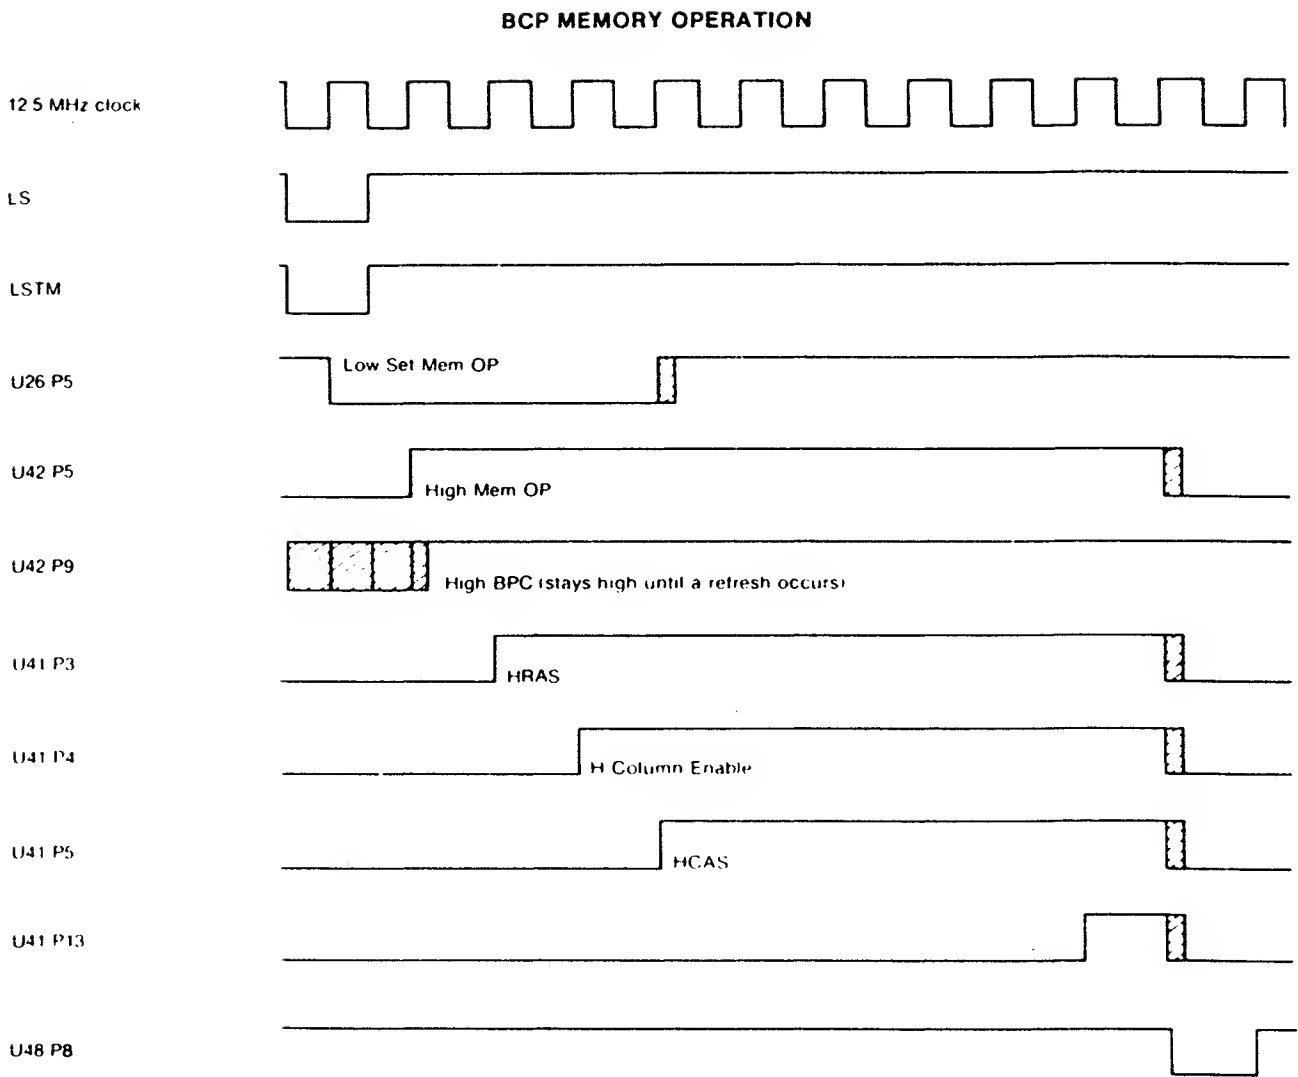 BCP MEMORY OPERATION
12 5 MHz clock
LS
LSTM
U26 P5
Low Set Mem OP
U42 P5
High Mem OP
U42 P9
High BPC (stays high until a refresh occurs)
U41 P3
HRAS
U41 P4
H Column Enable
U41 P5
HCAS
U41 P13
U48 P8